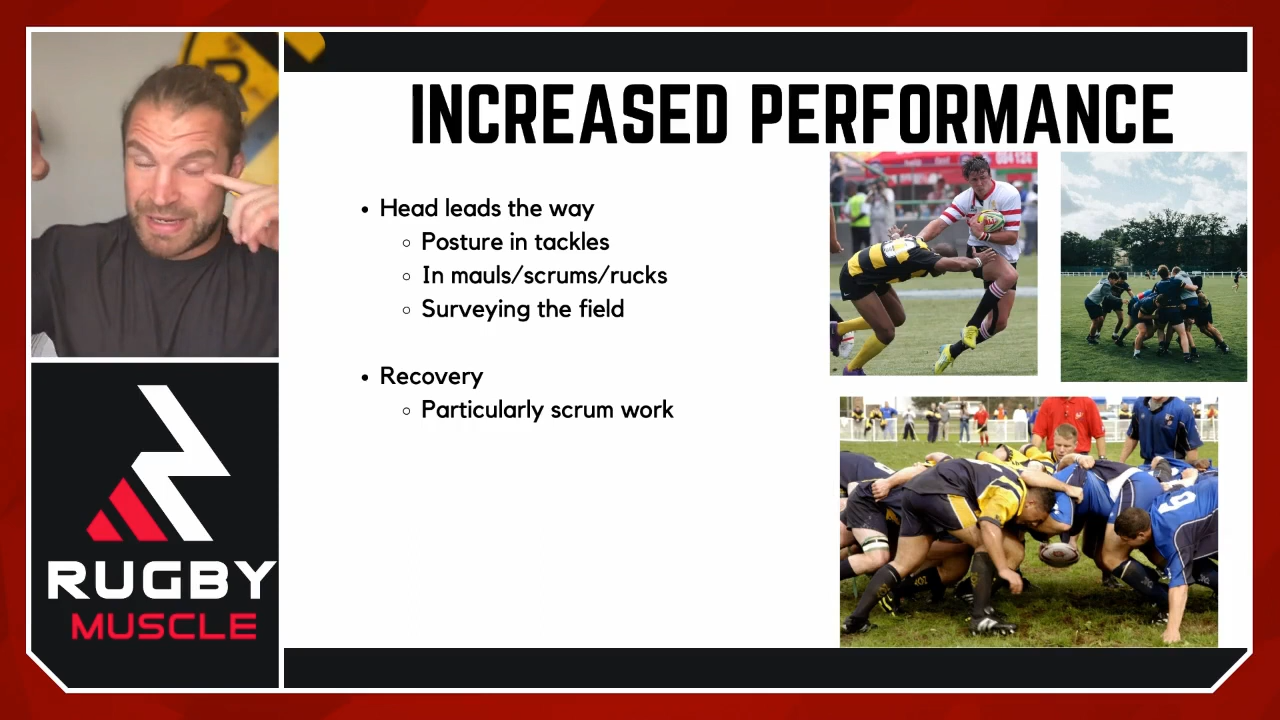 INCREASED PERFORMANCE
Head leads the way
Posture in tackles
In mauls/scrums/rucks
Surveying the field
Recovery
Particularly scrum work
RUGBY
MUSCLE
9